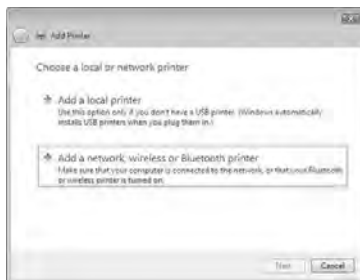 Add Printer
Choose a local or network printer
Add a local printer
Use this option only if you don't have a USB printer. (Windows automatically
installs USB printers when you plug them in.)
Add a network, wireless or Bluetooth printer
Make sure that your computer is connected to the network, or that your Bluetooth
or wireless printer is turned on.
Next Cancel